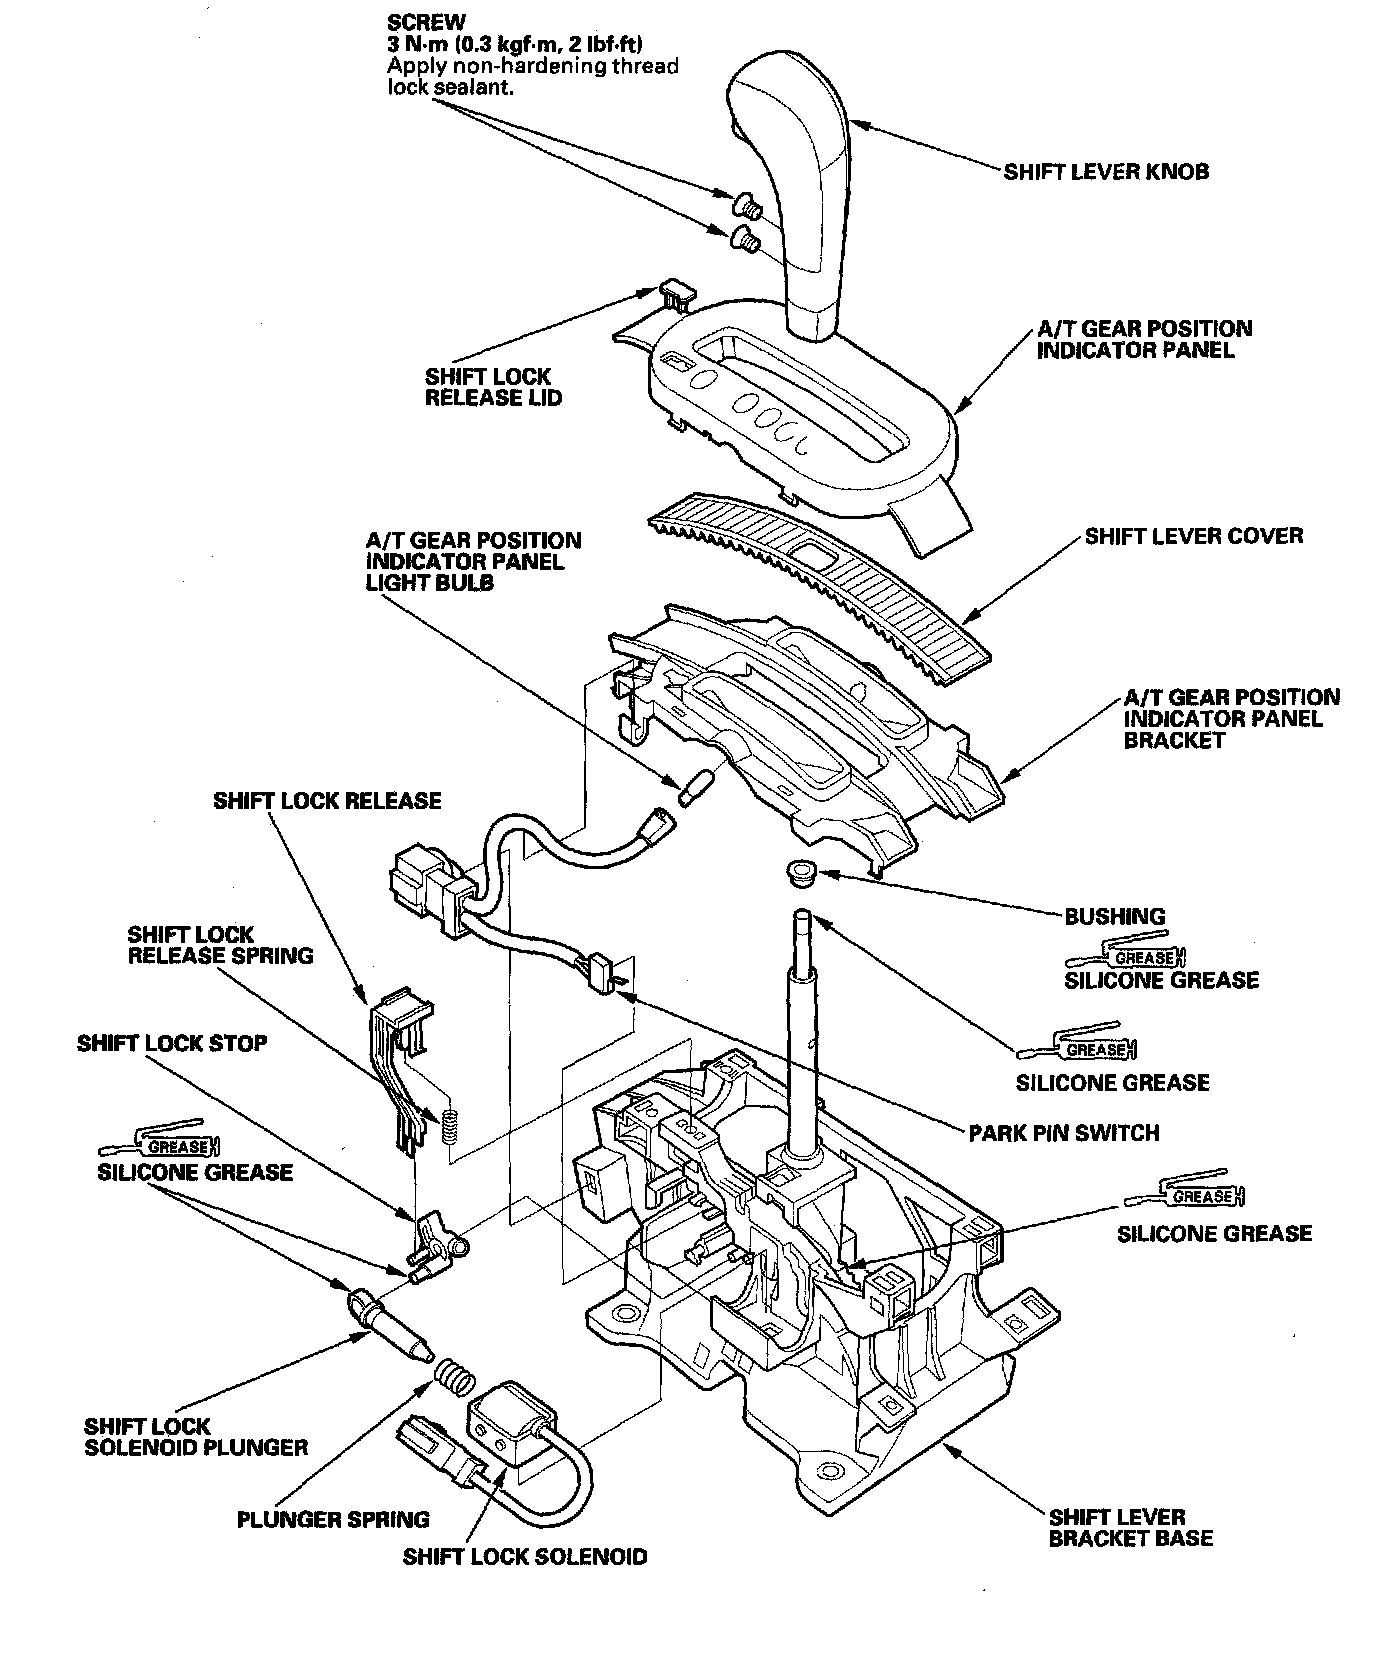 SCREW
3 N·m (0.3 kgf·m, 2 lbf·ft)
Apply non-hardening thread
lock sealant.
SHIFT LEVER KNOB
SHIFT LOCK
RELEASE LID
A/T GEAR POSITION
INDICATOR PANEL
A/T GEAR POSITION
INDICATOR PANEL
LIGHT BULB
SHIFT LEVER COVER
A/T GEAR POSITION
INDICATOR PANEL
BRACKET
SHIFT LOCK RELEASE
BUSHING
GREASE
SILICONE GREASE
SHIFT LOCK
RELEASE SPRING
SHIFT LOCK STOP
GREASE
SILICONE GREASE
PARK PIN SWITCH
GREASE
SILICONE GREASE
GREASE
SILICONE GREASE
SHIFT LOCK
SOLENOID PLUNGER
PLUNGER SPRING
SHIFT LOCK SOLENOID
SHIFT LEVER
BRACKET BASE